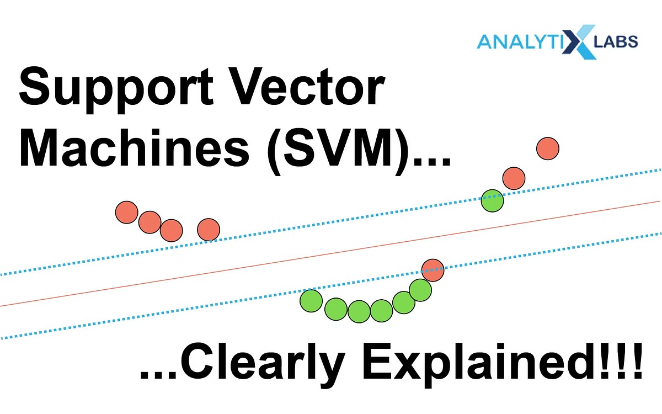 ANALYTIX LABS
Support Vector
Machines (SVM)...
...Clearly Explained!!!